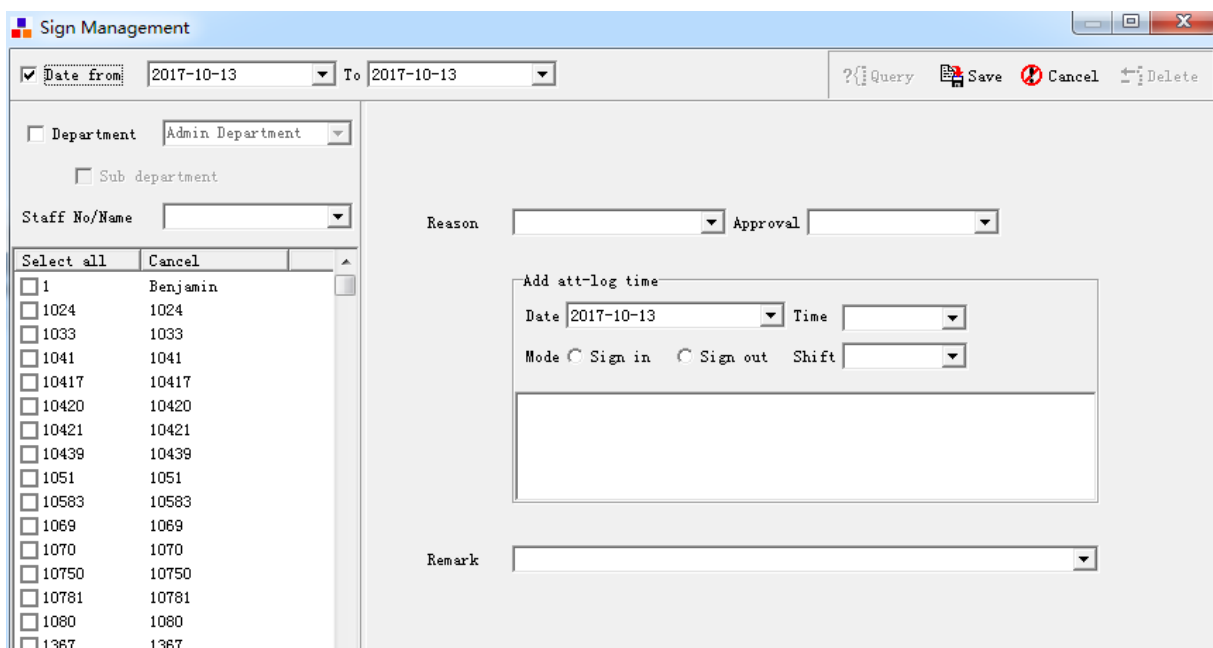 Sign Management
Date from 2017-10-13 To 2017-10-13 Query Save Cancel Delete
Department Admin Department
Sub department
Staff No/Name
Reason Approval
Select all Cancel
Add att-log time
1 Benjamin
1024 1024
Date 2017-10-13 Time
1033 1033
1041 1041
Mode Sign in Sign out Shift
10417 10417
10420 10420
10421 10421
10439 10439
1051 1051
10583 10583
1069 1069
1070 1070
Remark
10750 10750
10781 10781
1080 1080
1367 1367